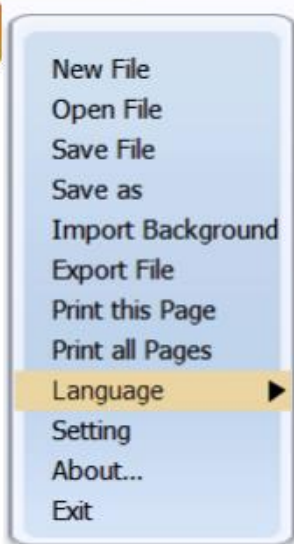 New File
Open File
Save File
Save as
Import Background
Export File
Print this Page
Print all Pages
Language
Setting
About...
Exit